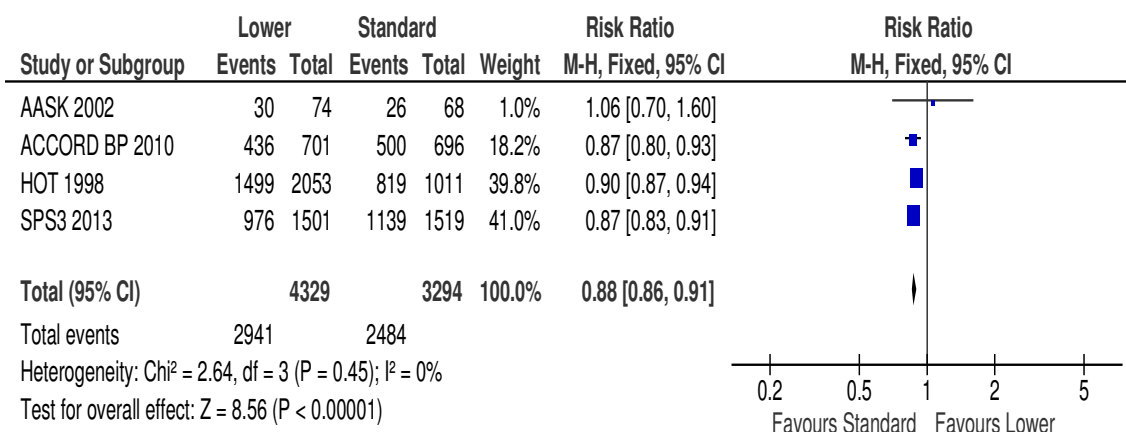 Lower Standard Risk Ratio Risk Ratio
Study or Subgroup Events Total Events Total Weight M-H, Fixed, 95% CI M-H, Fixed, 95% CI
AASK 2002 30 74 26 68 1.0% 1.06 [0.70, 1.60]
ACCORD BP 2010 436 701 500 696 18.2% 0.87 [0.80, 0.93]
HOT 1998 1499 2053 819 1011 39.8% 0.90 [0.87, 0.94]
SPS3 2013 976 1501 1139 1519 41.0% 0.87 [0.83, 0.91]
Total (95% CI) 4329 3294 100.0% 0.88 [0.86, 0.91]
Total events 2941 2484
Heterogeneity: Chi² = 2.64, df = 3 (P = 0.45); I² = 0%
Test for overall effect: Z = 8.56 (P < 0.00001)
0.2 0.5 1 2 5
Favours Standard Favours Lower